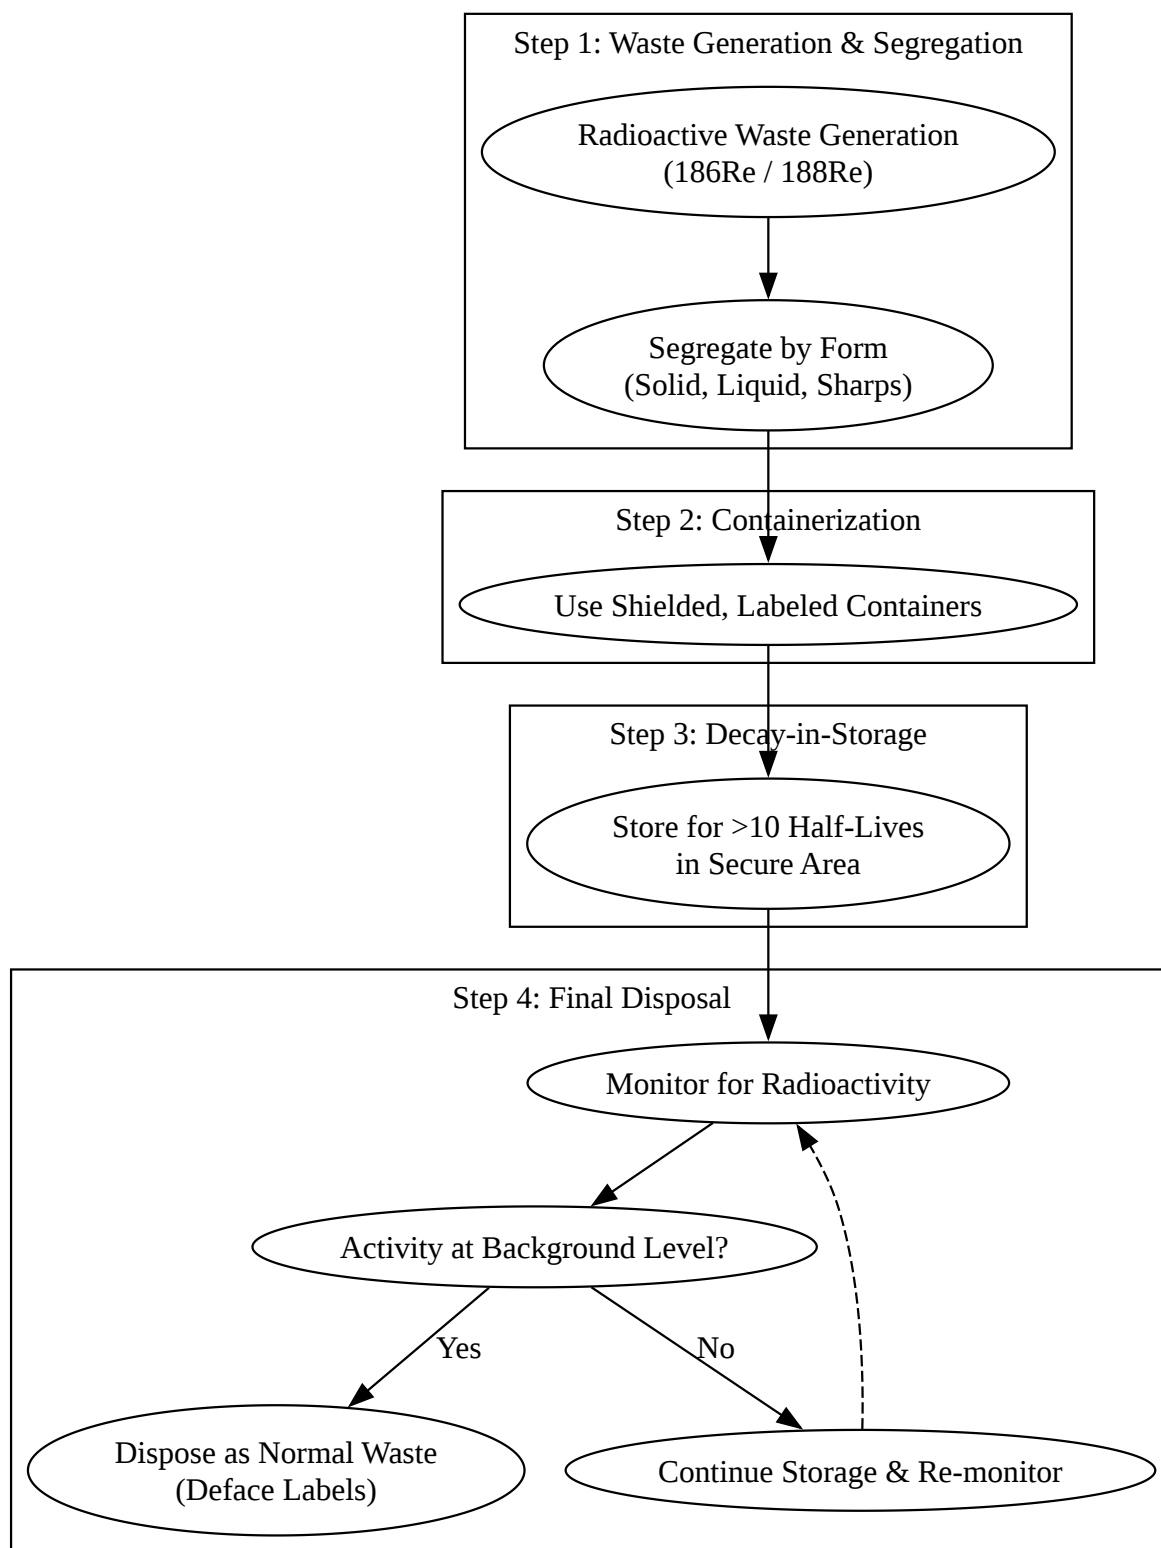 Step 1: Waste Generation & Segregation
Radioactive Waste Generation
(186Re / 188Re)
Segregate by Form
(Solid, Liquid, Sharps)
Step 2: Containerization
Use Shielded, Labeled Containers
Step 3: Decay-in-Storage
Store for >10 Half-Lives
in Secure Area
Step 4: Final Disposal
Monitor for Radioactivity
Activity at Background Level?
Yes
No
Dispose as Normal Waste
(Deface Labels)
Continue Storage & Re-monitor